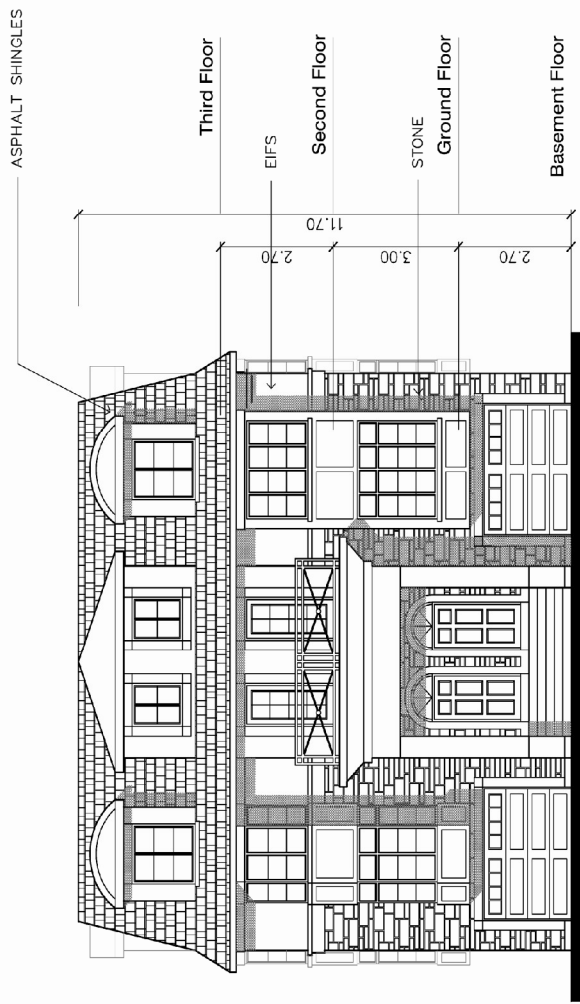 ASPHALT SHINGLES
Third Floor
EIFS
Second Floor
STONE
Ground Floor
Basement Floor
11.70
2.70
3.00
2.70